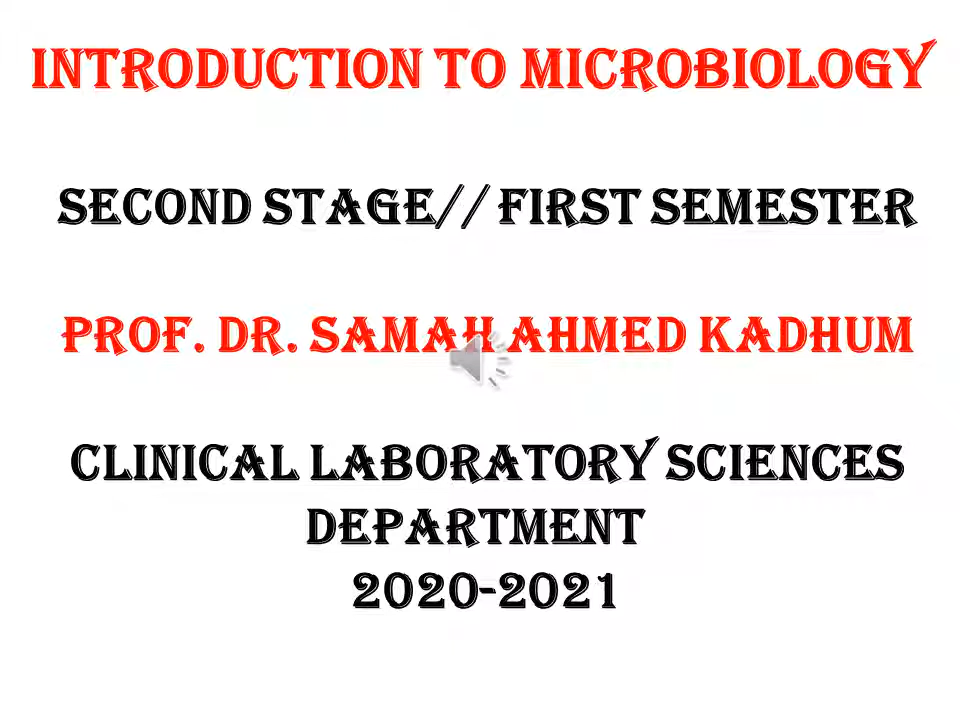 INTRODUCTION TO MICROBIOLOGY
SECOND STAGE// FIRST SEMESTER
PROF. DR. SAMAH AHMED KADHUM
CLINICAL LABORATORY SCIENCES
DEPARTMENT
2020-2021